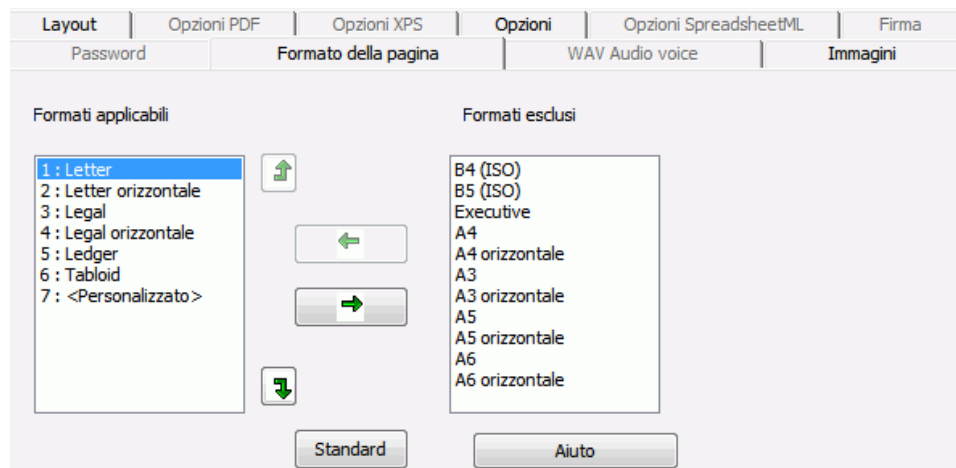 Layout Opzioni PDF Opzioni XPS Opzioni Opzioni SpreadsheetML Firma
Password Formato della pagina WAV Audio voice Immagini
Formati applicabili
1 : Letter
2 : Letter orizzontale
3 : Legal
4 : Legal orizzontale
5 : Ledger
6 : Tabloid
7 : <Personalizzato>
Formati esclusi
B4 (ISO)
B5 (ISO)
Executive
A4
A4 orizzontale
A3
A3 orizzontale
A5
A5 orizzontale
A6
A6 orizzontale
Standard Aiuto